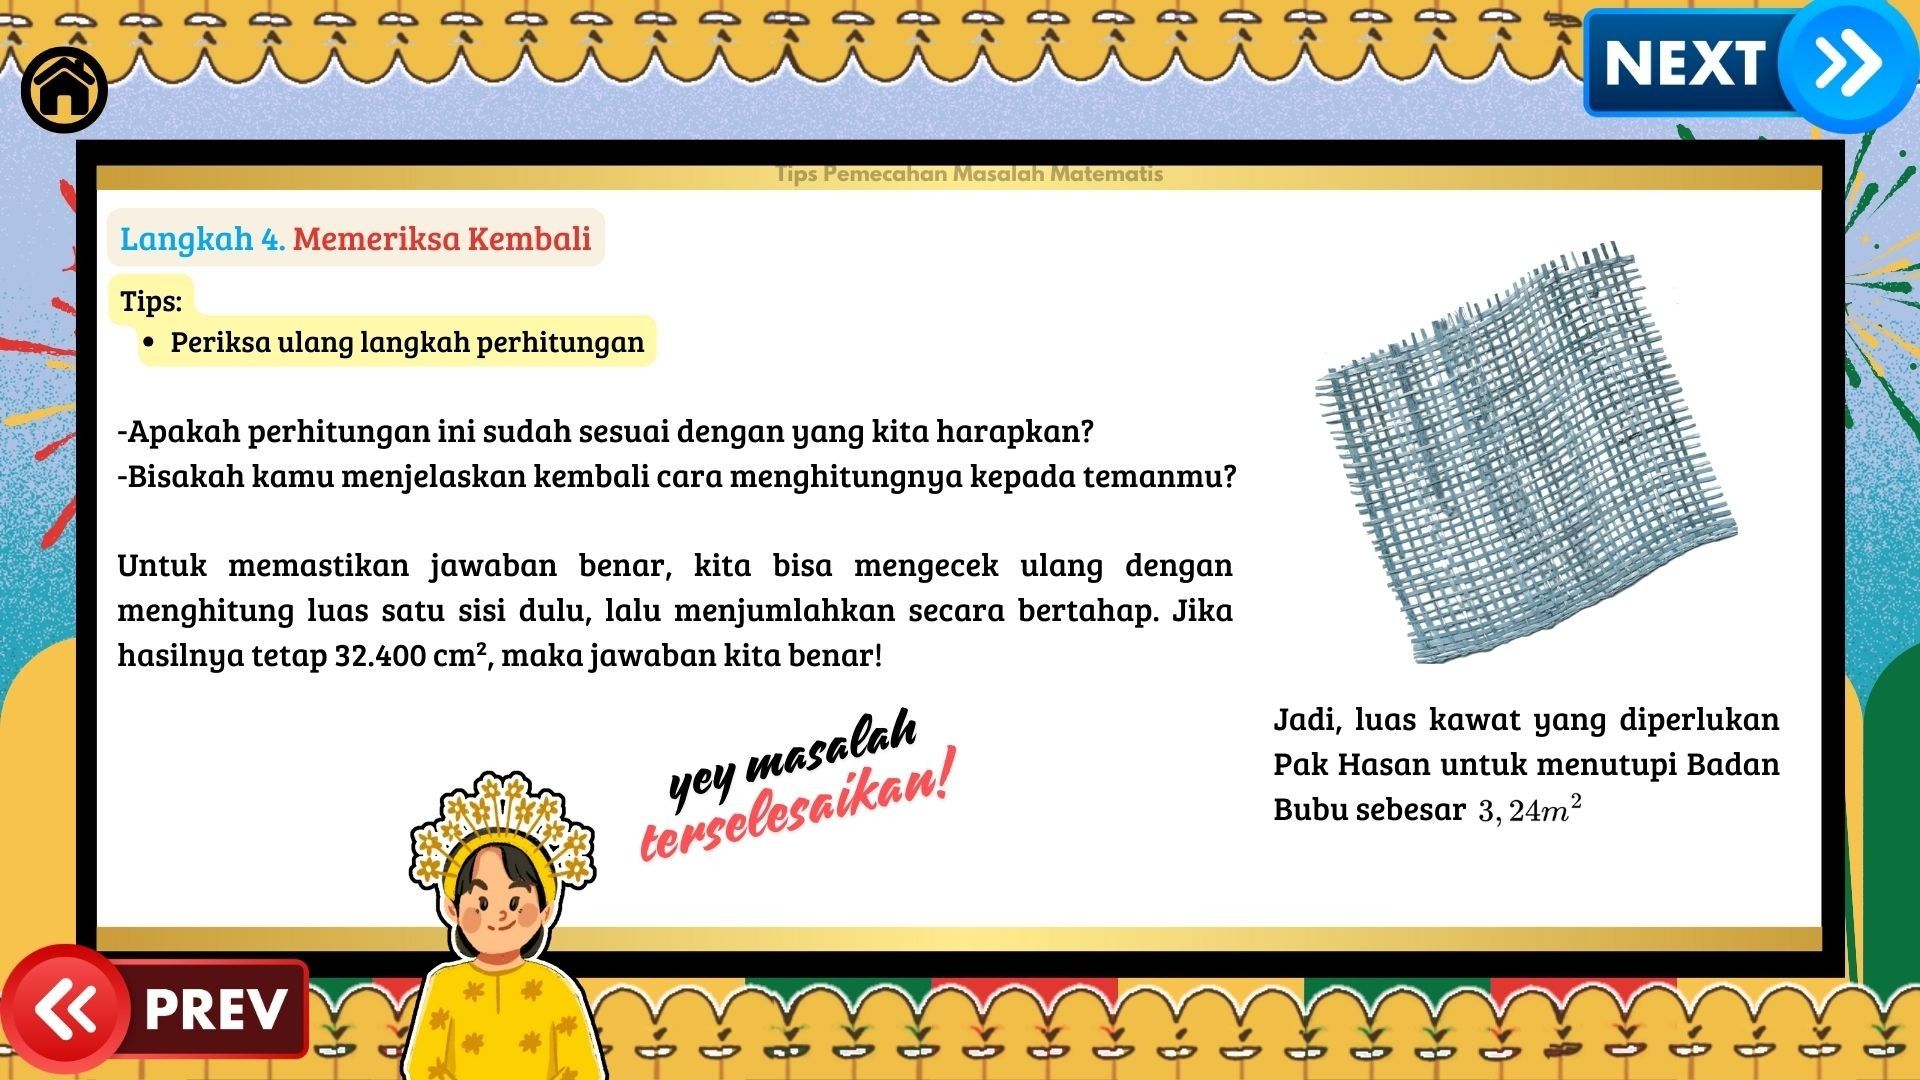 NEXT
Tips Pemecahan Masalah Matematis
Langkah 4. Memeriksa Kembali
Tips:
• Periksa ulang langkah perhitungan
-Apakah perhitungan ini sudah sesuai dengan yang kita harapkan?
-Bisakah kamu menjelaskan kembali cara menghitungnya kepada temanmu?
Untuk memastikan jawaban benar, kita bisa mengecek ulang dengan
menghitung luas satu sisi dulu, lalu menjumlahkan secara bertahap. Jika
hasilnya tetap 32.400 cm², maka jawaban kita benar!
yey masalah
terselesaikan!
Jadi, luas kawat yang diperlukan
Pak Hasan untuk menutupi Badan
Bubu sebesar 3, 24m²
PREV